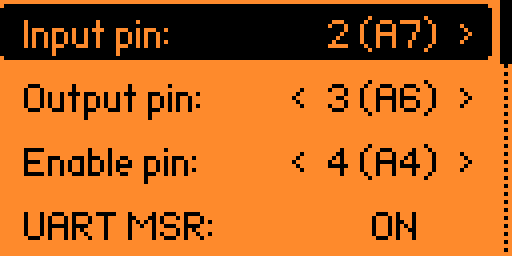 Input pin: 2(A7) >
Output pin: < 3(A6) >
Enable pin: < 4(A4) >
UART MSR: ON